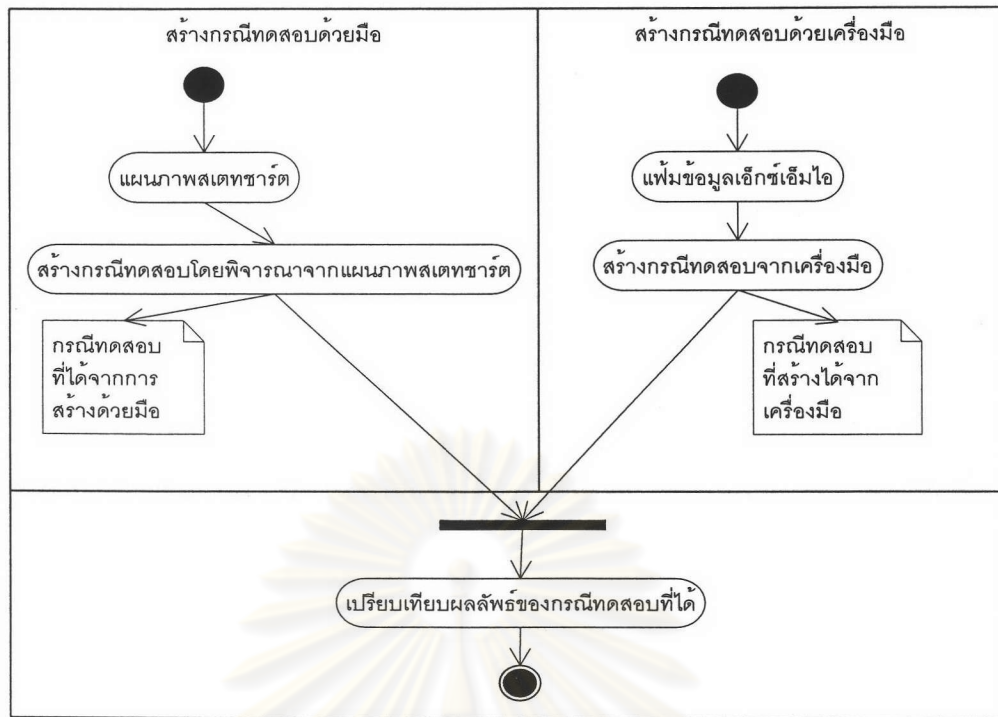 สร้างกรณีทดสอบด้วยมือ
แผนภาพสเตทชาร์ต
สร้างกรณีทดสอบโดยพิจารณาจากแผนภาพสเตทชาร์ต
กรณีทดสอบ
ที่ได้จากการ
สร้างด้วยมือ
สร้างกรณีทดสอบด้วยเครื่องมือ
แฟ้มข้อมูลเอ็กซ์เอ็มไอ
สร้างกรณีทดสอบจากเครื่องมือ
กรณีทดสอบ
ที่สร้างได้จาก
เครื่องมือ
เปรียบเทียบผลลัพธ์ของกรณีทดสอบที่ได้